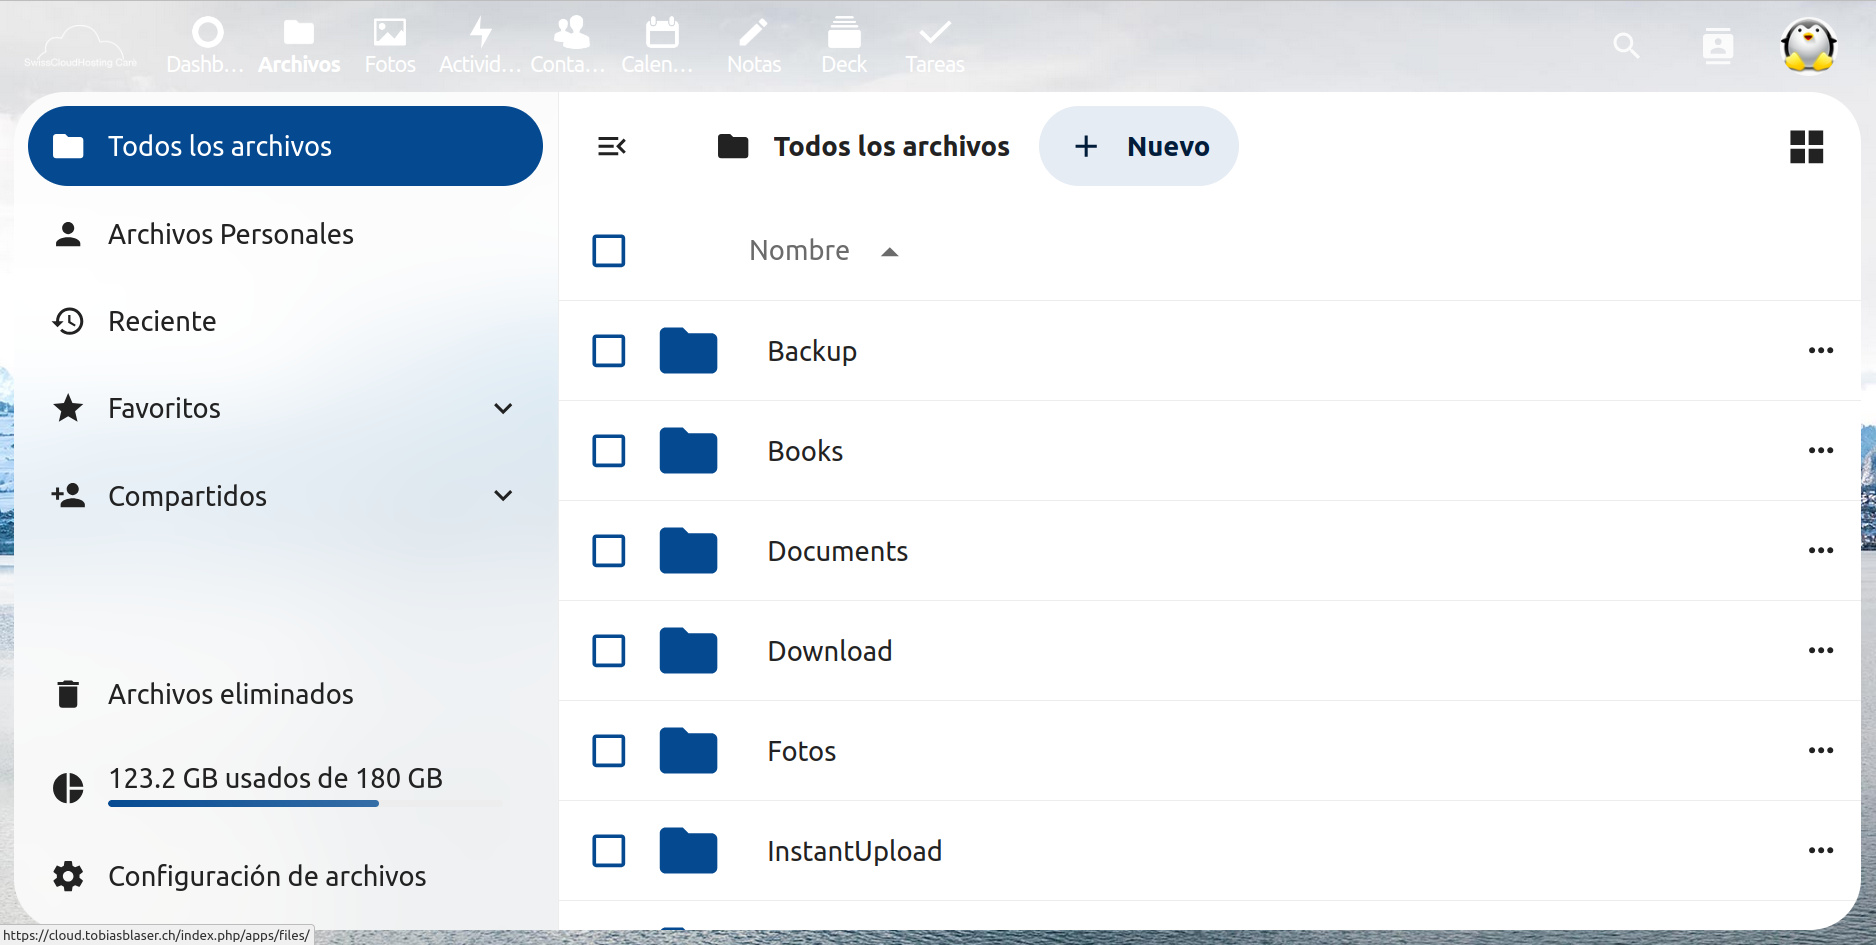 SwissCloudHosting Care
Dashb...
Archivos
Fotos
Activid...
Conta...
Calen...
Notas
Deck
Tareas
Todos los archivos
Archivos Personales
Reciente
Favoritos
Compartidos
Archivos eliminados
123.2 GB usados de 180 GB
Configuración de archivos
Todos los archivos
+ Nuevo
Nombre
Backup
Books
Documents
Download
Fotos
InstantUpload
https://cloud.tobiasblaser.ch/index.php/apps/files/